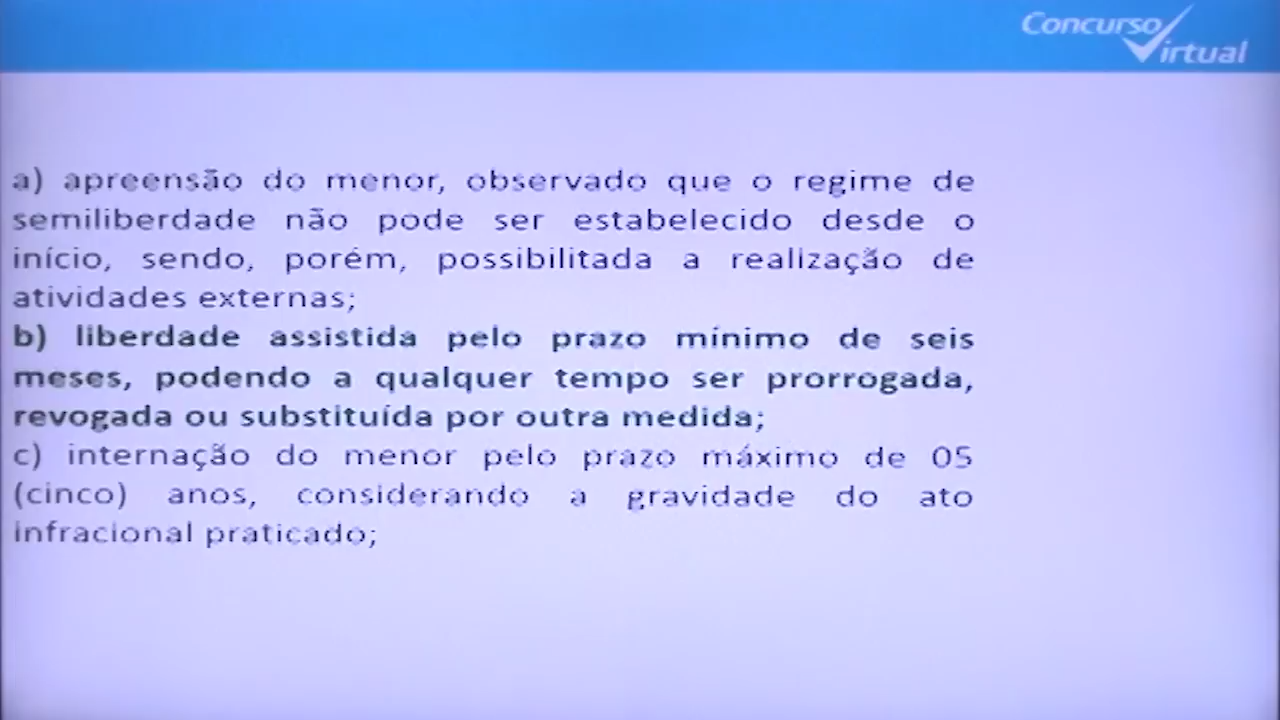 Concurso
Virtual
a) apreensão do menor, observado que o regime de
semiliberdade não pode ser estabelecido desde o
início, sendo, porém, possibilitada a realização de
atividades externas;
b) liberdade assistida pelo prazo mínimo de seis
meses, podendo a qualquer tempo ser prorrogada,
revogada ou substituída por outra medida;
c) internação do menor pelo prazo máximo de 05
(cinco) anos, considerando a gravidade do ato
infracional praticado;